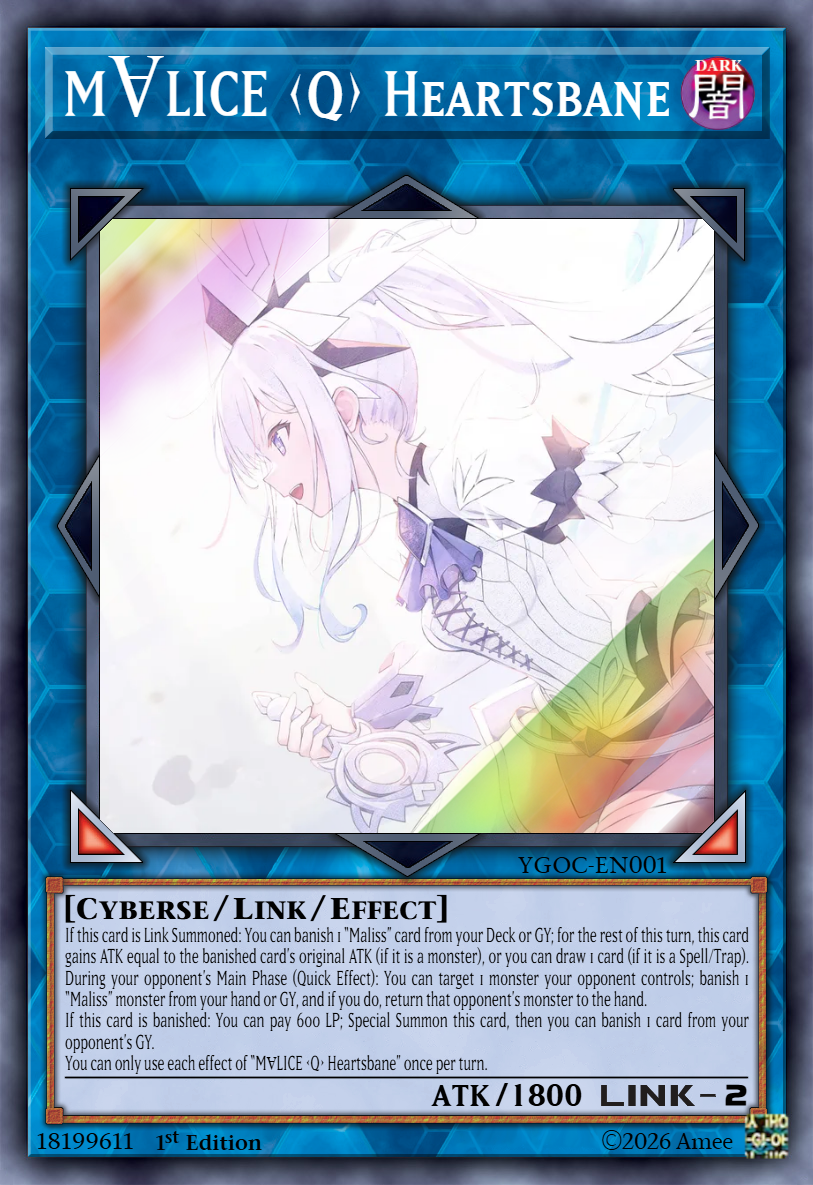 M∀LICE ‹Q› Heartsbane
DARK
闇
YGOC-EN001
[Cyberse/Link/Effect]
If this card is Link Summoned: You can banish 1 "Maliss" card from your Deck or GY; for the rest of this turn, this card
gains ATK equal to the banished card's original ATK (if it is a monster), or you can draw 1 card (if it is a Spell/Trap).
During your opponent's Main Phase (Quick Effect): You can target 1 monster your opponent controls; banish 1
"Maliss" monster from your hand or GY, and if you do, return that opponent's monster to the hand.
If this card is banished: You can pay 600 LP; Special Summon this card, then you can banish 1 card from your
opponent's GY.
You can only use each effect of "M∀LICE ‹Q› Heartsbane" once per turn.
ATK/1800 LINK-2
18199611 1st Edition ©2026 Amee